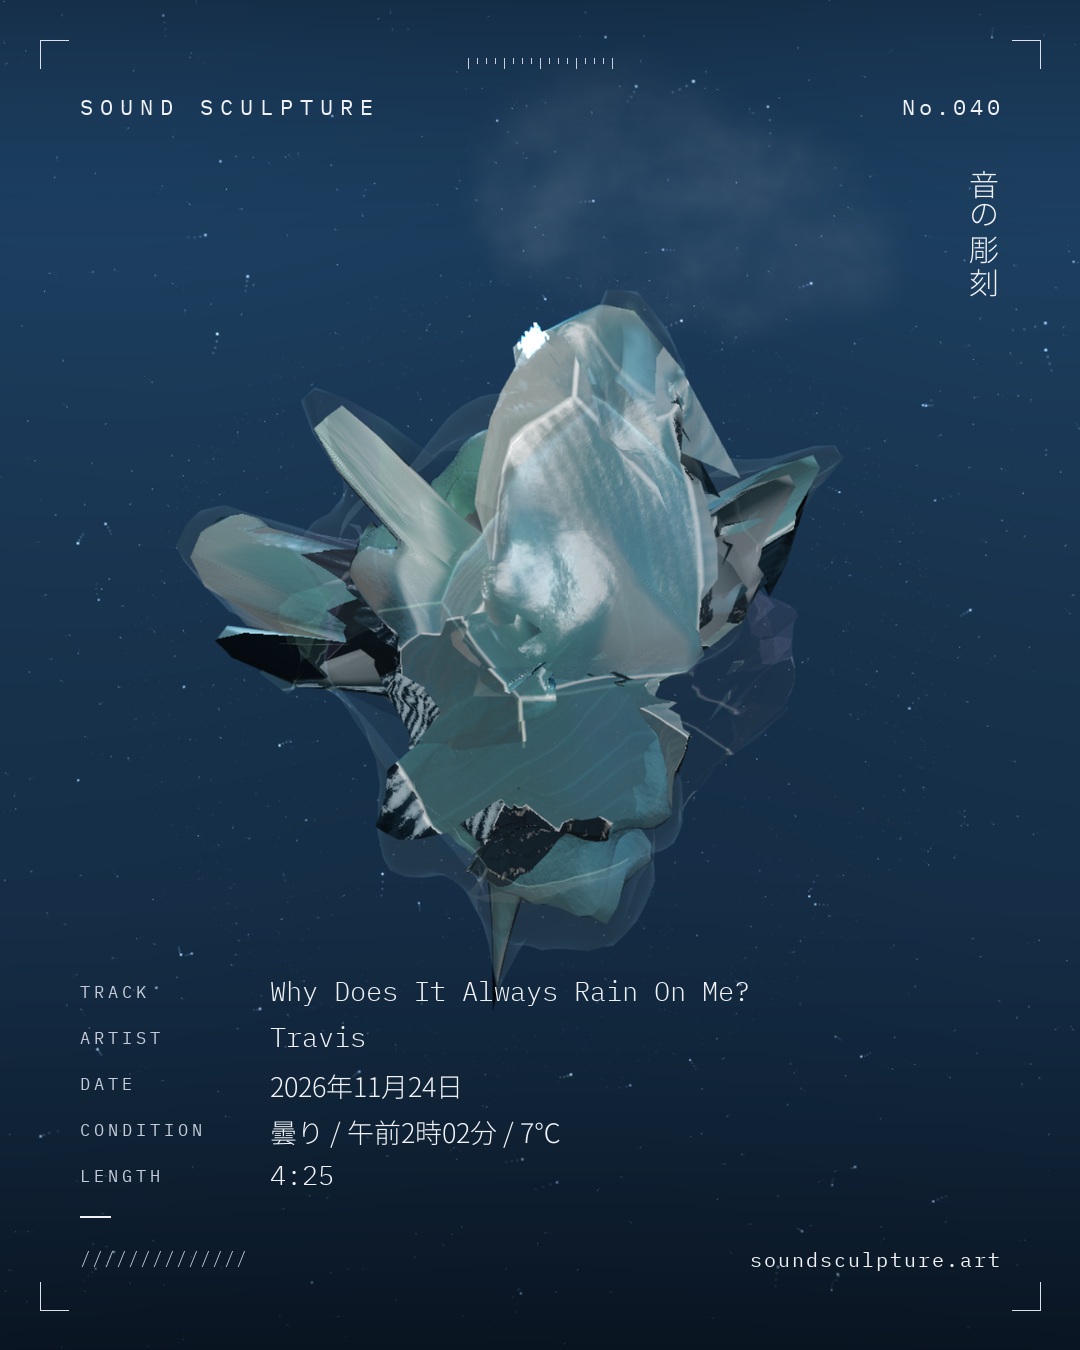 SOUND SCULPTURE
No.040
音の彫刻
TRACK
Why Does It Always Rain On Me?
ARTIST
Travis
DATE
2026年11月24日
CONDITION
曇り / 午前2時02分 / 7℃
LENGTH
4:25
//////////////
soundsculpture.art